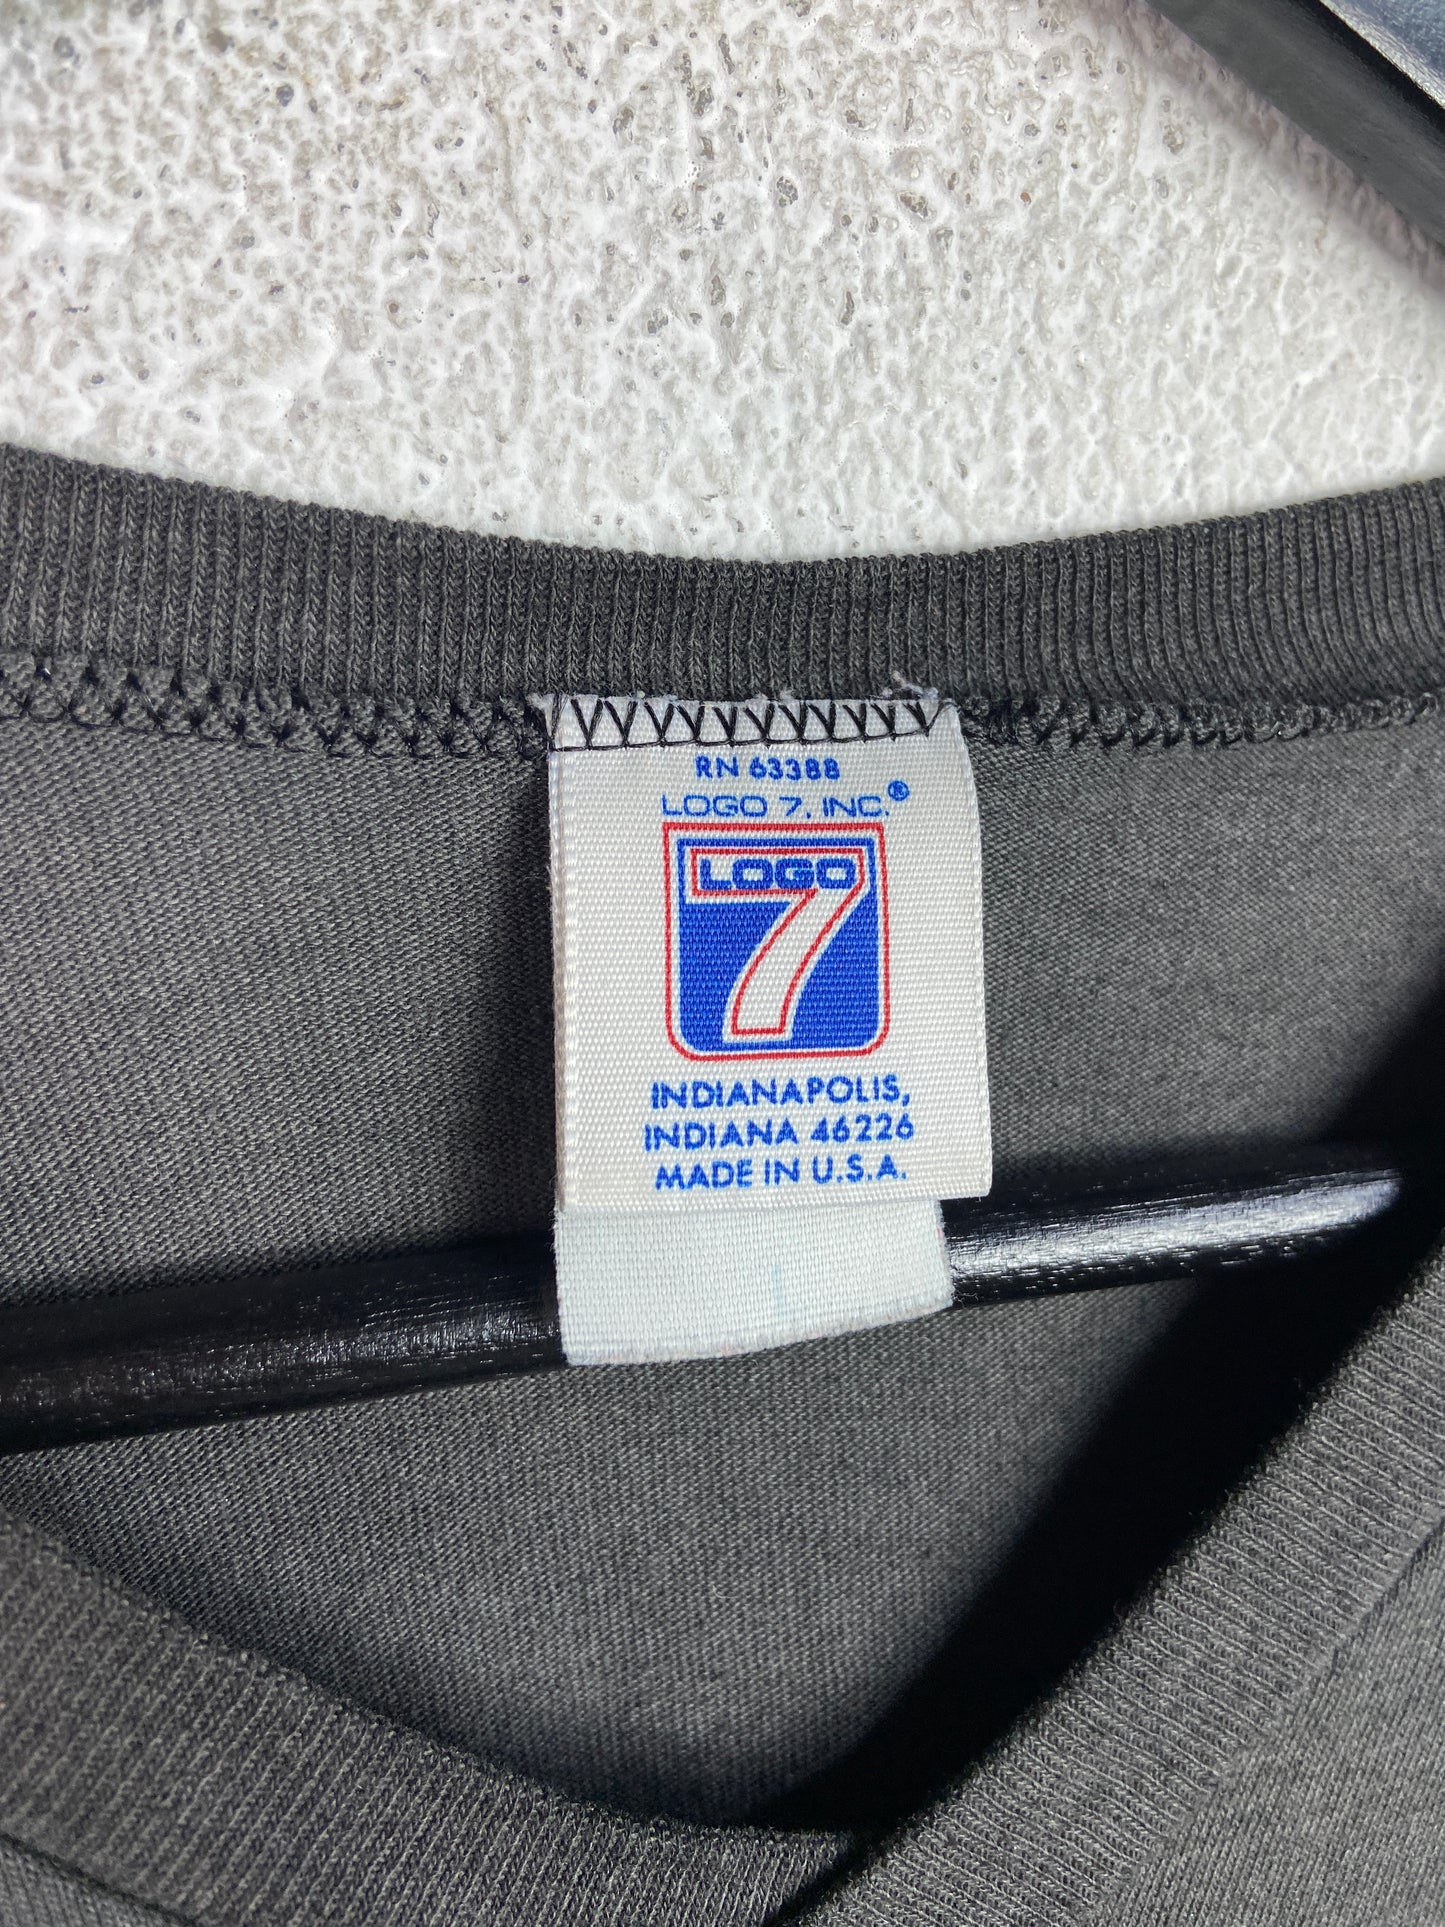 RN 63388
LOGO 7, INC.®
LOGO
7
INDIANAPOLIS,
INDIANA 46226
MADE IN U.S.A.